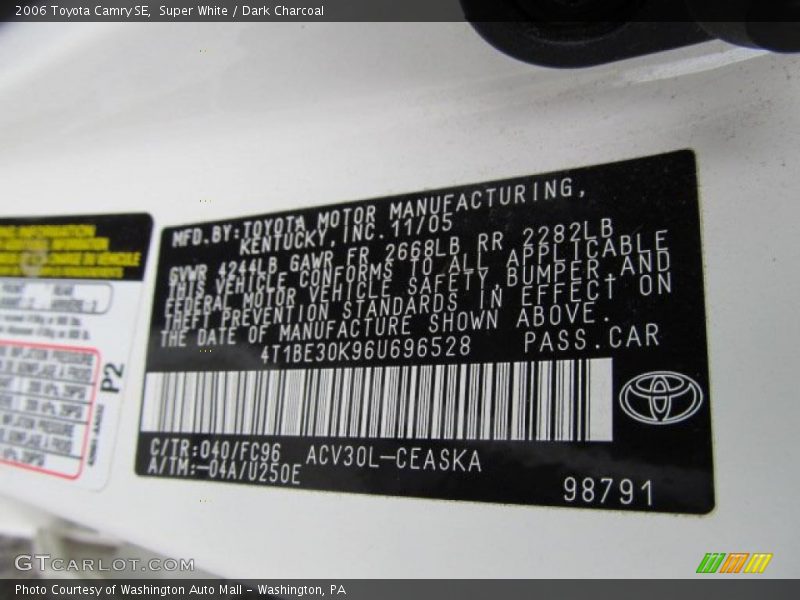 2006 Toyota Camry SE,  Super White / Dark Charcoal
MFD.BY:TOYOTA MOTOR MANUFACTURING,
KENTUCKY,INC.11/05
GVWR 4244LB GAWR FR 2668LB RR 2282LB
THIS VEHICLE CONFORMS TO ALL APPLICABLE
FEDERAL MOTOR VEHICLE SAFETY,BUMPER,AND
THEFT PREVENTION STANDARDS IN EFFECT ON
THE DATE OF MANUFACTURE SHOWN ABOVE.
4T1BE30K96U696528 PASS.CAR
C/TR:040/FC96 ACV30L-CEASKA
A/TM:-04A/U250E
98791
P2
GTCARLOT.COM
Photo Courtesy of Washington Auto Mall - Washington, PA